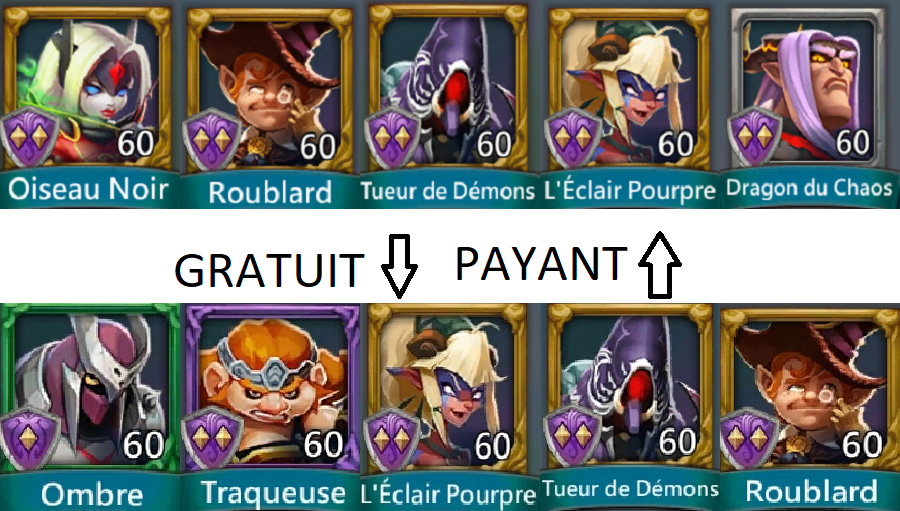 60 60 60 60 60
Oiseau Noir Roublard Tueur de Démons L'Éclair Pourpre Dragon du Chaos
GRATUIT PAYANT
60 60 60 60 60
Ombre Traqueuse L'Éclair Pourpre Tueur de Démons Roublard